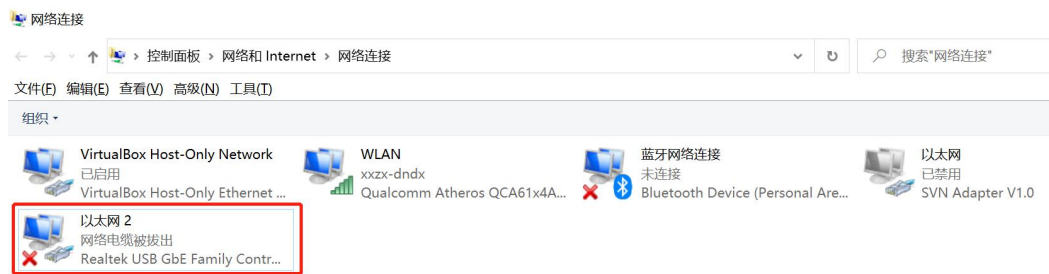 网络连接
控制面板 › 网络和 Internet › 网络连接
搜索"网络连接"
文件(F) 编辑(E) 查看(V) 高级(N) 工具(T)
组织
VirtualBox Host-Only Network
已启用
VirtualBox Host-Only Ethernet ...
WLAN
xxzx-dndx
Qualcomm Atheros QCA61x4A...
蓝牙网络连接
未连接
Bluetooth Device (Personal Are...
以太网
已禁用
SVN Adapter V1.0
以太网 2
网络电缆被拔出
Realtek USB GbE Family Contr...